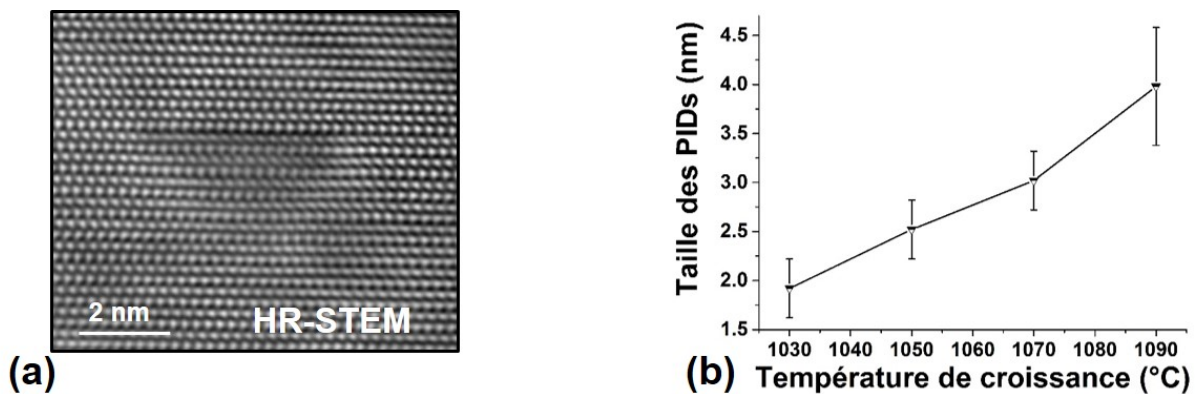 2 nm
HR-STEM
(a)
Taille des PIDs (nm)
4.5
4.0
3.5
3.0
2.5
2.0
1.5
1030 1040 1050 1060 1070 1080 1090
(b)
Température de croissance (°C)